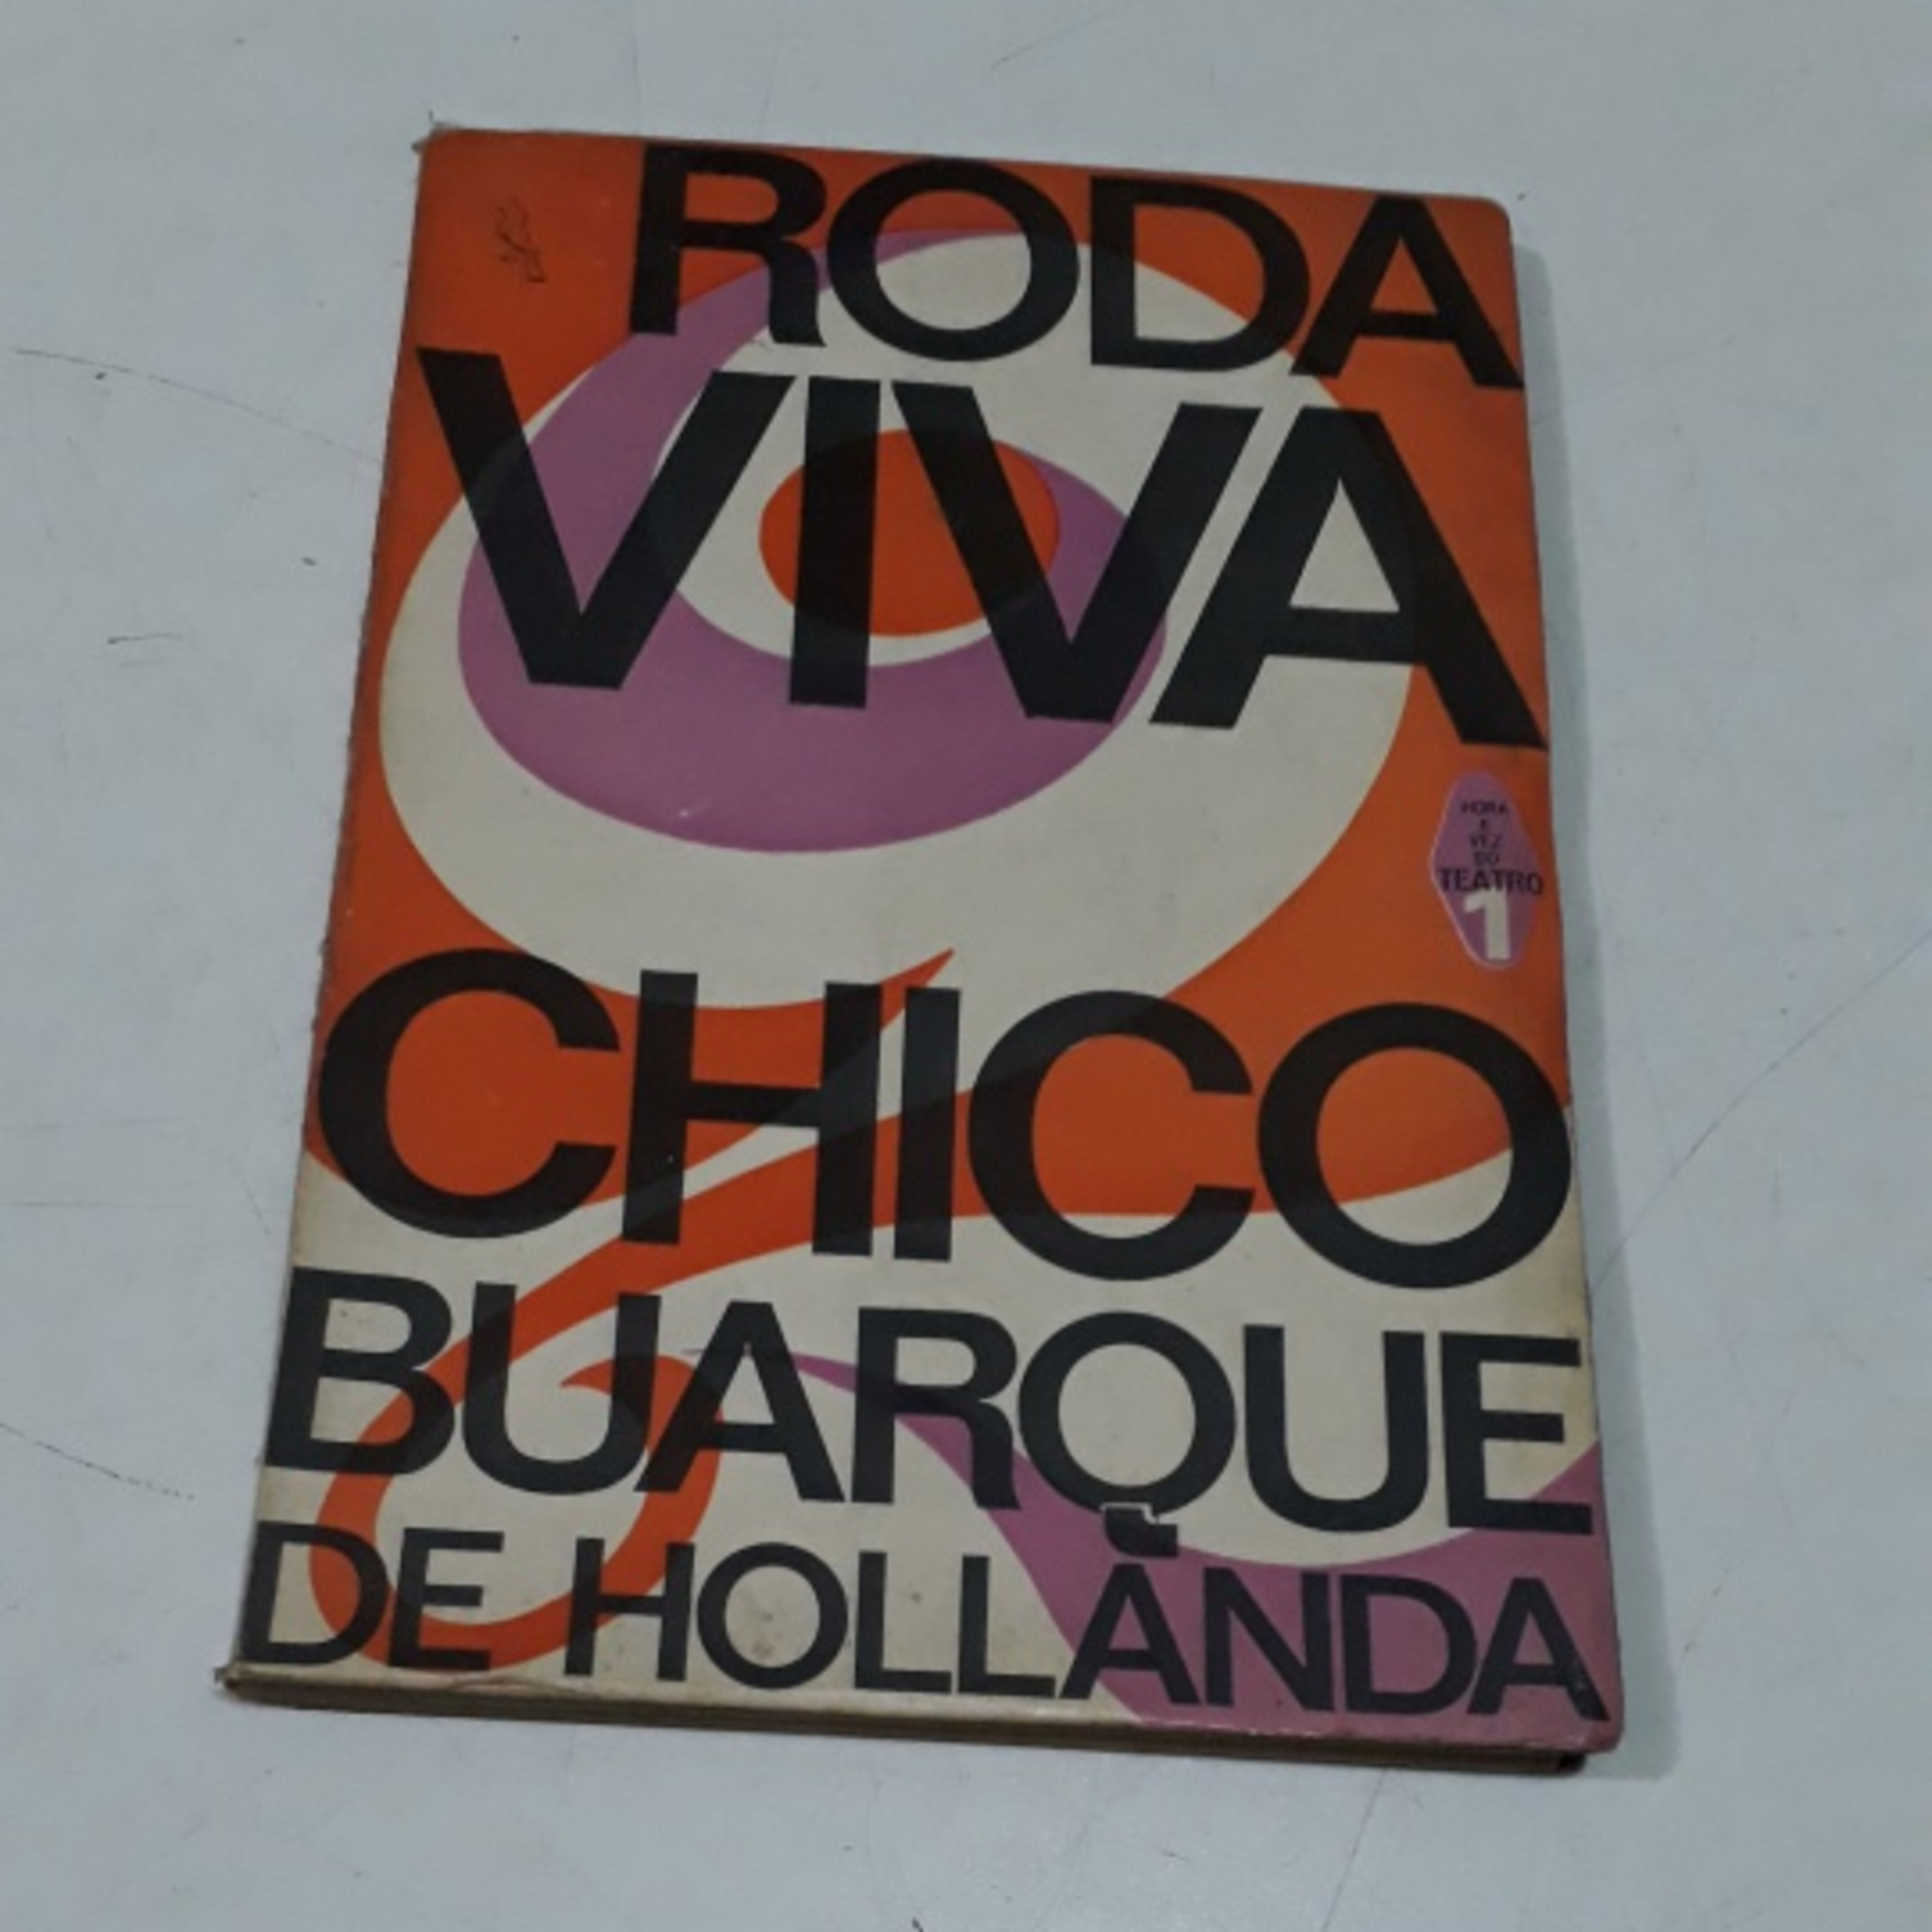 RODA
VIVA
HORA
E
VEZ
DO
TEATRO
1
CHICO
BUARQUE
DE HOLLANDA